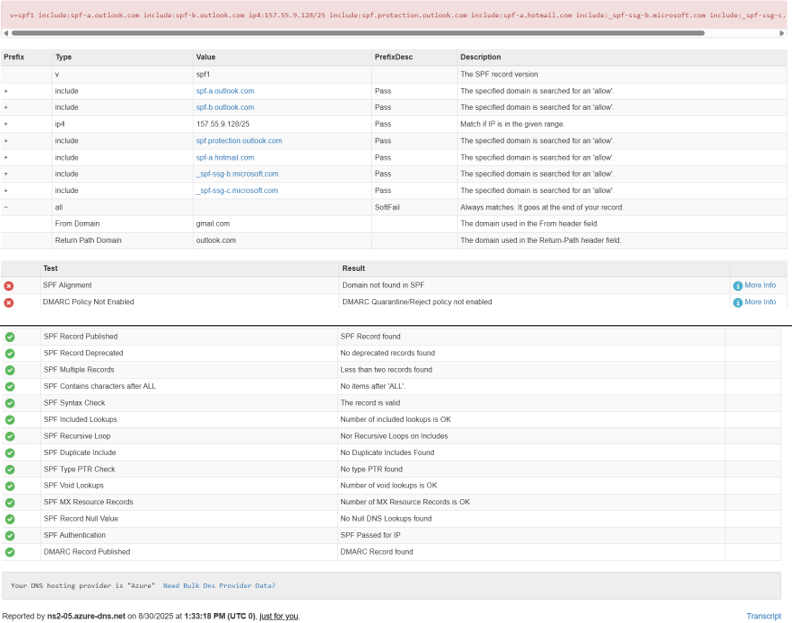 v=spf1 include:spf-a.outlook.com include:spf-b.outlook.com ip4:157.55.9.128/25 include:spf.protection.outlook.com include:spf-a.hotmail.com include:_spf-ssg-b.microsoft.com include:_spf-ssg-c.
Prefix Type Value PrefixDesc Description
v spf1 The SPF record version
+ include spf-a.outlook.com Pass The specified domain is searched for an 'allow'.
+ include spf-b.outlook.com Pass The specified domain is searched for an 'allow'.
+ ip4 157.55.9.128/25 Pass Match if IP is in the given range.
+ include spf.protection.outlook.com Pass The specified domain is searched for an 'allow'.
+ include spf-a.hotmail.com Pass The specified domain is searched for an 'allow'.
+ include _spf-ssg-b.microsoft.com Pass The specified domain is searched for an 'allow'.
+ include _spf-ssg-c.microsoft.com Pass The specified domain is searched for an 'allow'.
~ all SoftFail Always matches. It goes at the end of your record.
From Domain gmail.com The domain used in the From header field.
Return Path Domain outlook.com The domain used in the Return-Path header field.
Test Result
SPF Alignment Domain not found in SPF More Info
DMARC Policy Not Enabled DMARC Quarantine/Reject policy not enabled More Info
SPF Record Published SPF Record found
SPF Record Deprecated No deprecated records found
SPF Multiple Records Less than two records found
SPF Contains characters after ALL No items after 'ALL'.
SPF Syntax Check The record is valid
SPF Included Lookups Number of included lookups is OK
SPF Recursive Loop Nor Recursive Loops on Includes
SPF Duplicate Include No Duplicate Includes Found
SPF Type PTR Check No type PTR found
SPF Void Lookups Number of void lookups is OK
SPF MX Resource Records Number of MX Resource Records is OK
SPF Record Null Value No Null DNS Lookups found
SPF Authentication SPF Passed for IP
DMARC Record Published DMARC Record found
Your DNS hosting provider is "Azure" Need Bulk Dns Provider Data?
Reported by ns2-05.azure-dns.net on 8/30/2025 at 1:33:18 PM (UTC 0), just for you. Transcript